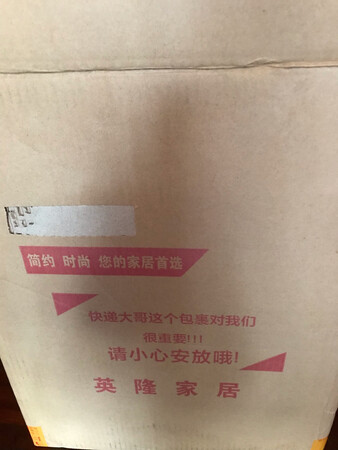 简约 时尚 您的家居首选
快递大哥这个包裹对我们
很重要!!!
请小心安放哦!
英隆家居